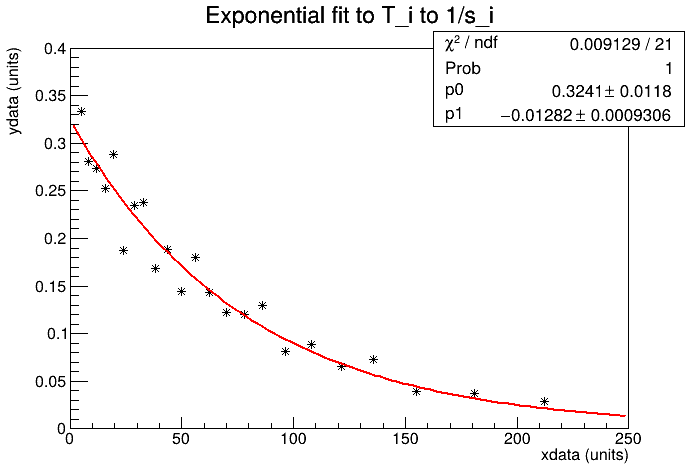 Exponential fit to T_i to 1/s_i
χ² / ndf 0.009129 / 21
Prob 1
p0 0.3241 ± 0.0118
p1 −0.01282 ± 0.0009306
ydata (units)
0.4
0.35
0.3
0.25
0.2
0.15
0.1
0.05
0
0 50 100 150 200 250
xdata (units)